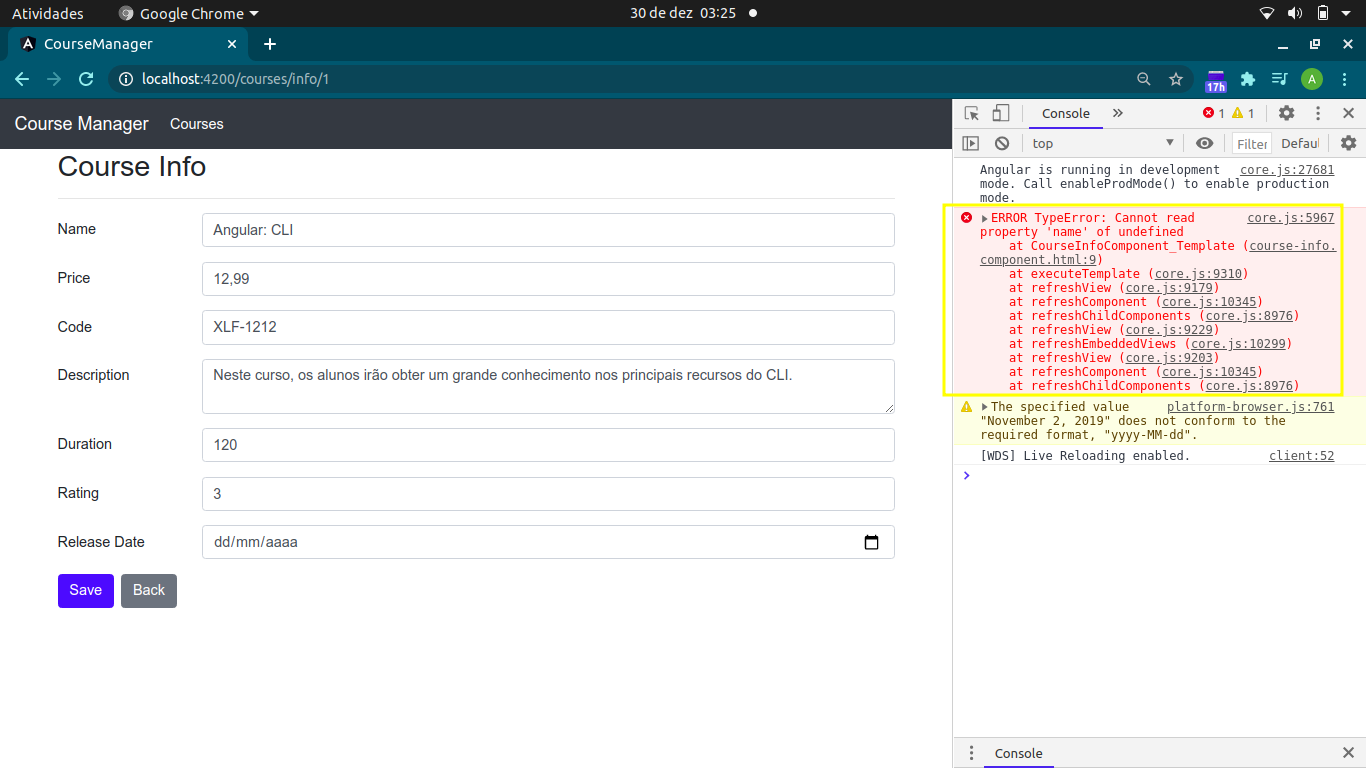 Atividades
Google Chrome
30 de dez 03:25
CourseManager
localhost:4200/courses/info/1
17h
A
Course Manager
Courses
Course Info
Name
Angular: CLI
Price
12,99
Code
XLF-1212
Description
Neste curso, os alunos irão obter um grande conhecimento nos principais recursos do CLI.
Duration
120
Rating
3
Release Date
dd/mm/aaaa
Save
Back
Console
1
1
top
Filter
Defaul
Angular is running in development core.js:27681
mode. Call enableProdMode() to enable production
mode.
ERROR TypeError: Cannot read core.js:5967
property 'name' of undefined
at CourseInfoComponent_Template (course-info.
component.html:9)
at executeTemplate (core.js:9310)
at refreshView (core.js:9179)
at refreshComponent (core.js:10345)
at refreshChildComponents (core.js:8976)
at refreshView (core.js:9229)
at refreshEmbeddedViews (core.js:10299)
at refreshView (core.js:9203)
at refreshComponent (core.js:10345)
at refreshChildComponents (core.js:8976)
The specified value platform-browser.js:761
"November 2, 2019" does not conform to the
required format, "yyyy-MM-dd".
[WDS] Live Reloading enabled. client:52
Console